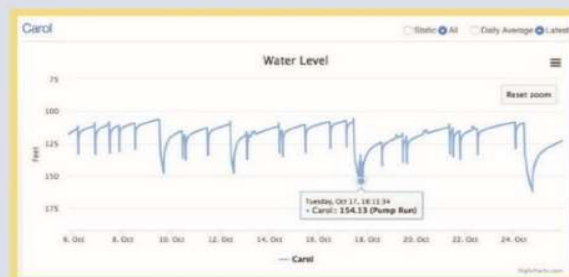 Carol
Static All Daily Average Latest
Water Level
Reset zoom
Feet
75
100
125
150
175
Tuesday, Oct 17, 18:11:34
Carol: 154.13 (Pump Run)
6. Oct 8. Oct 10. Oct 12. Oct 14. Oct 16. Oct 18. Oct 20. Oct 22. Oct 24. Oct
Carol
Highcharts.com